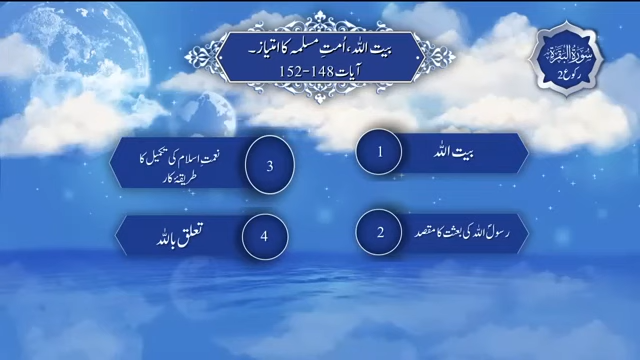 بیت اللہ، اُمتِ مسلمہ کا امتیاز۔
آیات 148-152
سورۃ البقرۃ
رکوع 2
1 بیت اللہ
2 رسولؐ اللہ کی بعثت کا مقصد
3 نعمت اسلام کی تکمیل کا
طریقۂ کار
4 تعلق باللہ